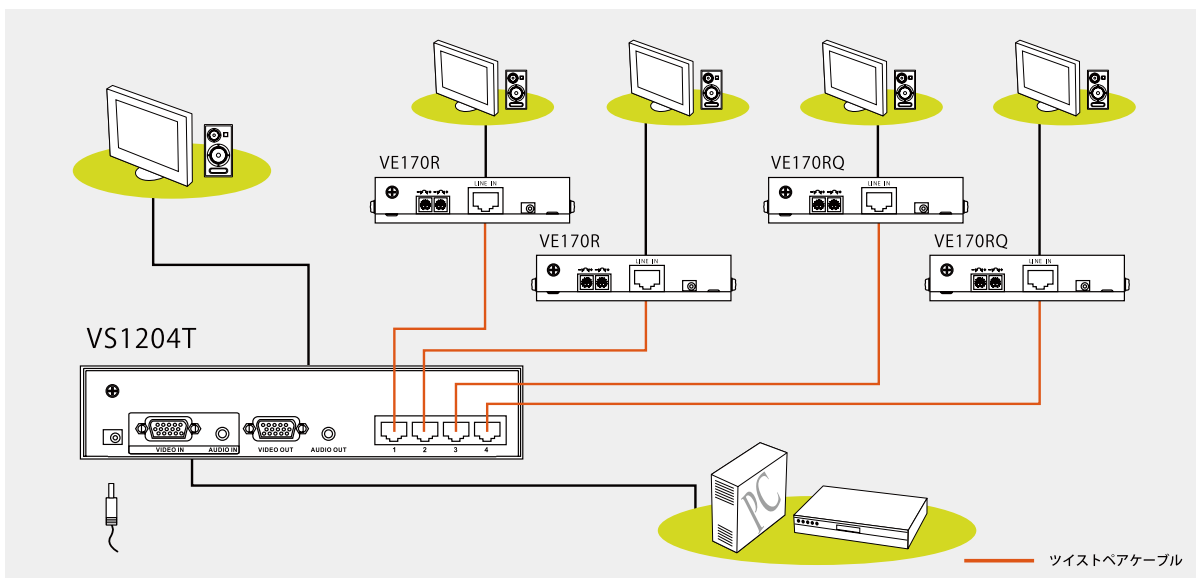 VE170R
LINE IN
VE170RQ
LINE IN
VE170R
LINE IN
VE170RQ
LINE IN
VS1204T
VIDEO IN AUDIO IN VIDEO OUT AUDIO OUT 1 2 3 4
PC
ツイストペアケーブル